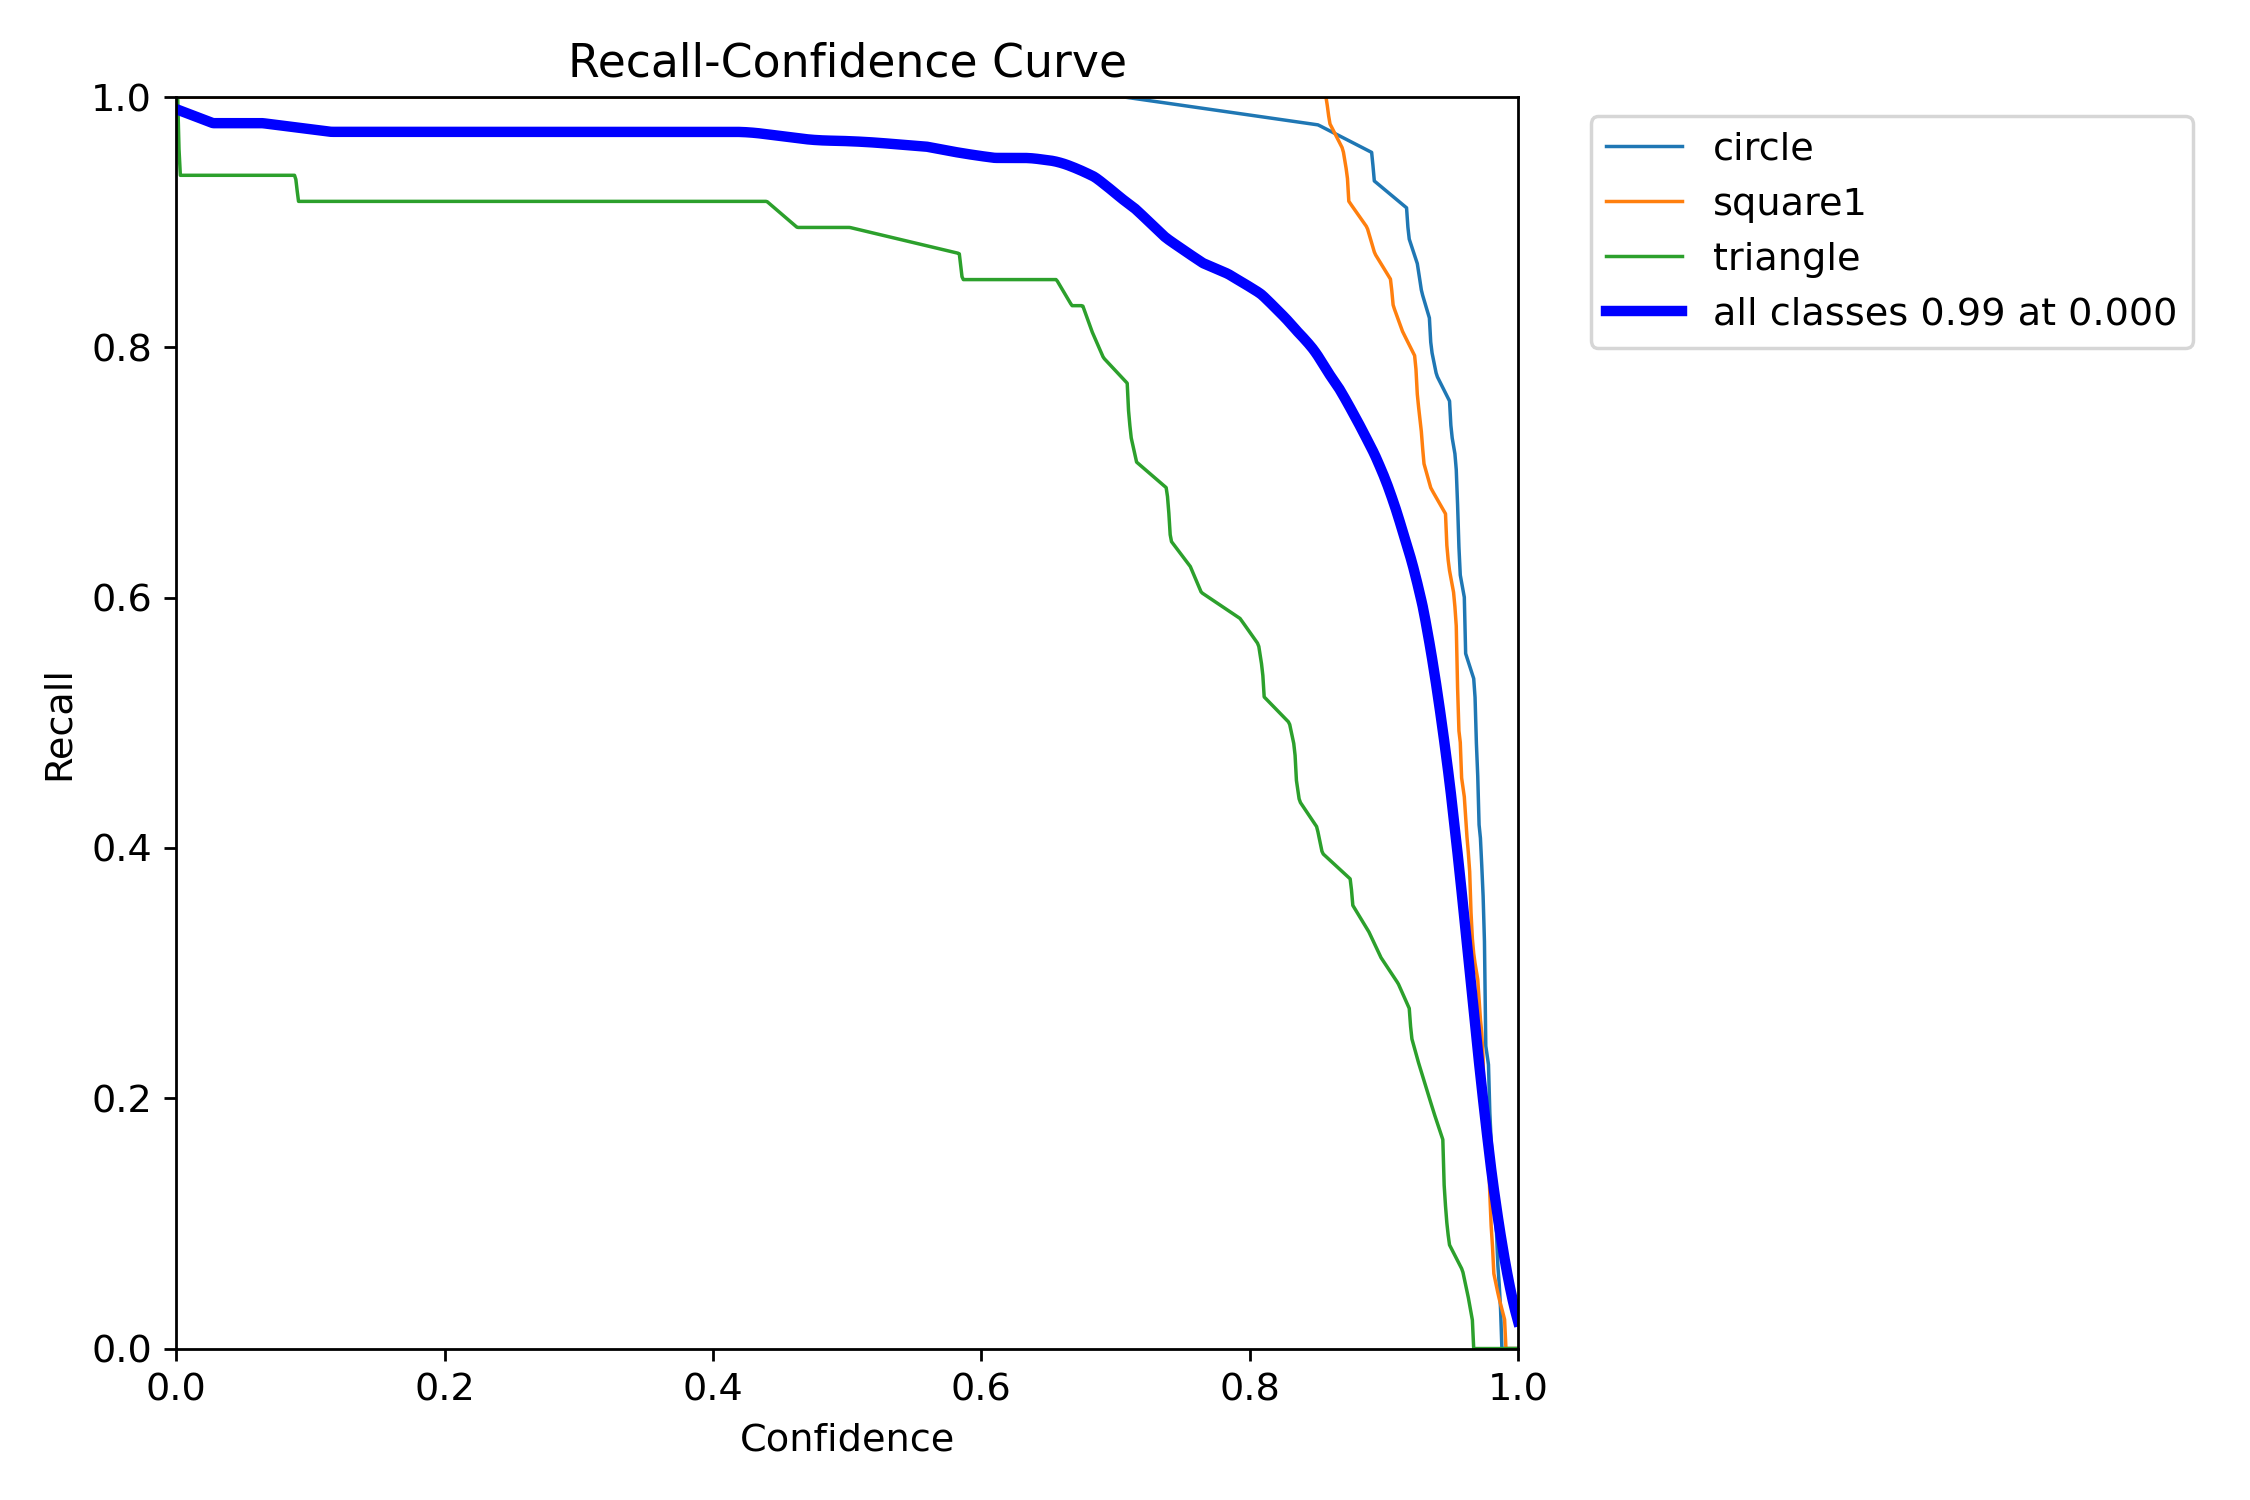 Recall-Confidence Curve
1.0
0.8
0.6
0.4
0.2
0.0
Recall
0.0 0.2 0.4 0.6 0.8 1.0
Confidence
circle
square1
triangle
all classes 0.99 at 0.000